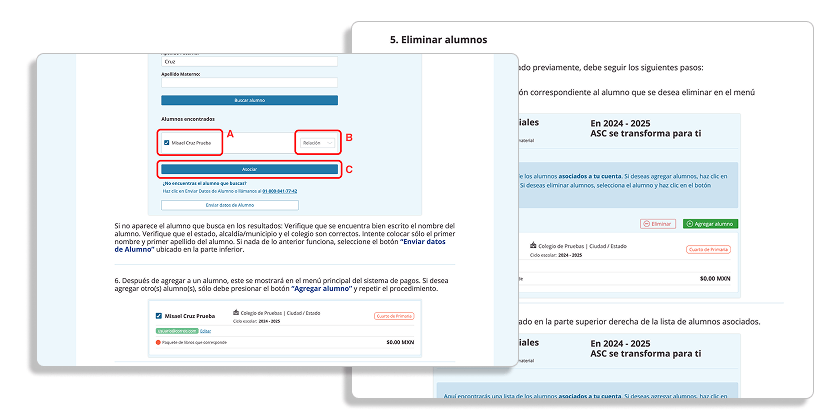 5. Eliminar alumnos
ado previamente, debe seguir los siguientes pasos:
ón correspondiente al alumno que se desea eliminar en el menú
iales
En 2024 - 2025
ASC se transforma para ti
material
de los alumnos asociados a tu cuenta. Si deseas agregar alumnos, haz clic en
Si deseas eliminar alumnos, selecciona el alumno y haz clic en el botón
Eliminar
Agregar alumno
Colegio de Pruebas | Ciudad / Estado
Ciclo escolar: 2024 - 2025
Cuarto de Primaria
de
$0.00 MXN
ado en la parte superior derecha de la lista de alumnos asociados.
iales
En 2024 - 2025
ASC se transforma para ti
material
Aquí encontrarás una lista de los alumnos asociados a tu cuenta. Si deseas agregar alumnos, haz clic en
Cruz
Apellido Materno:
Buscar alumno
Alumnos encontrados
A
Misael Cruz Prueba
Relación
B
Asociar
C
¿No encuentras el alumno que buscas?
Haz clic en Enviar Datos de Alumno o llámanos al 01-800-841-77-42
Enviar datos de Alumno
Si no aparece el alumno que busca en los resultados: Verifique que se encuentra bien escrito el nombre del
alumno. Verifique que el estado, alcaldía/municipio y el colegio son correctos. Intente colocar sólo el primer
nombre y primer apellido del alumno. Si nada de lo anterior funciona, seleccione el botón “Enviar datos
de Alumno” ubicado en la parte inferior.
6. Después de agregar a un alumno, este se mostrará en el menú principal del sistema de pagos. Si desea
agregar otro(s) alumno(s), sólo debe presionar el botón “Agregar alumno” y repetir el procedimiento.
Misael Cruz Prueba
Colegio de Pruebas | Ciudad / Estado
Ciclo escolar: 2024 - 2025
Cuarto de Primaria
Editar
Paquete de libros que corresponde
$0.00 MXN